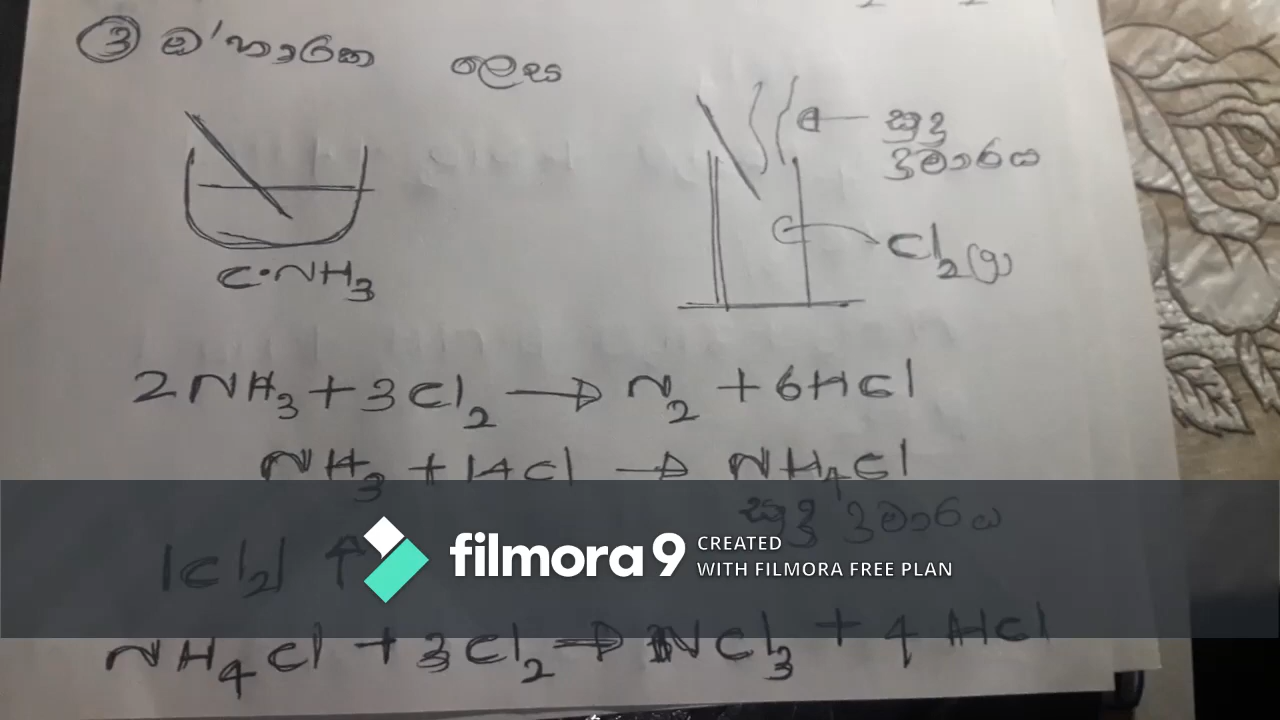 ③ ඔ'හාරක ලෙස
සුදු
දුමාරය
Cl₂(g)
C·NH₃
2NH₃ + 3Cl₂ → N₂ + 6HCl
NH₃ + HCl → NH₄Cl
සුදු දුමාරය
|Cl₂| ↑
filmora 9 CREATED
WITH FILMORA FREE PLAN
NH₄Cl + 3Cl₂ → NCl₃ + 4HCl